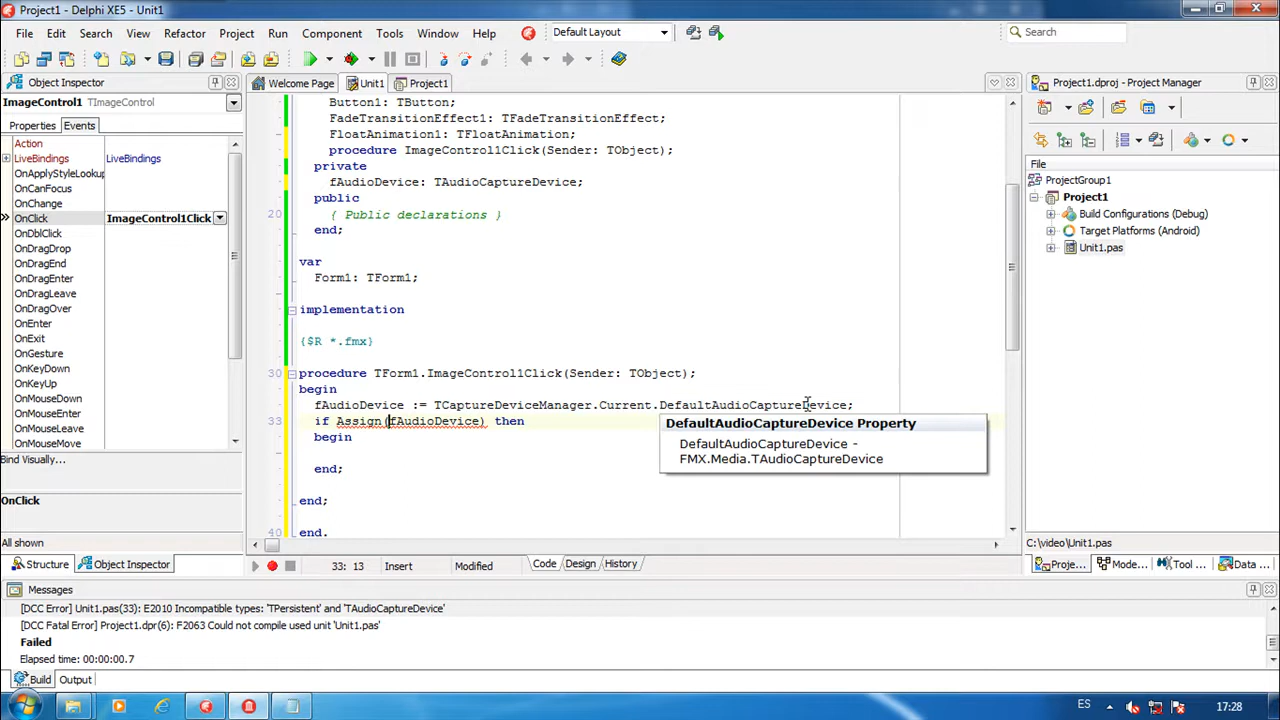 Project1 - Delphi XE5 - Unit1
File Edit Search View Refactor Project Run Component Tools Window Help Default Layout Search
Object Inspector
Welcome Page Unit1 Project1
Project1.dproj - Project Manager
ImageControl1 TImageControl
Properties Events
Action
LiveBindings LiveBindings
OnApplyStyleLookup
OnCanFocus
OnChange
OnClick ImageControl1Click
OnDblClick
OnDragDrop
OnDragEnd
OnDragEnter
OnDragLeave
OnDragOver
OnEnter
OnExit
OnGesture
OnKeyDown
OnKeyUp
OnMouseDown
OnMouseEnter
OnMouseLeave
OnMouseMove
Bind Visually...
OnClick
All shown
Structure Object Inspector
Button1: TButton;
FadeTransitionEffect1: TFadeTransitionEffect;
FloatAnimation1: TFloatAnimation;
procedure ImageControl1Click(Sender: TObject);
private
fAudioDevice: TAudioCaptureDevice;
public
20 { Public declarations }
end;
var
Form1: TForm1;
implementation
{$R *.fmx}
30 procedure TForm1.ImageControl1Click(Sender: TObject);
begin
fAudioDevice := TCaptureDeviceManager.Current.DefaultAudioCaptureDevice;
33 if Assign(fAudioDevice) then
begin
end;
end;
40 end.
DefaultAudioCaptureDevice Property
DefaultAudioCaptureDevice -
FMX.Media.TAudioCaptureDevice
33: 13 Insert Modified Code Design History
File
ProjectGroup1
Project1
Build Configurations (Debug)
Target Platforms (Android)
Unit1.pas
C:\video\Unit1.pas
Proje... Mode... Tool ... Data ...
Messages
[DCC Error] Unit1.pas(33): E2010 Incompatible types: 'TPersistent' and 'TAudioCaptureDevice'
[DCC Fatal Error] Project1.dpr(6): F2063 Could not compile used unit 'Unit1.pas'
Failed
Elapsed time: 00:00:00.7
Build Output
ES 17:28